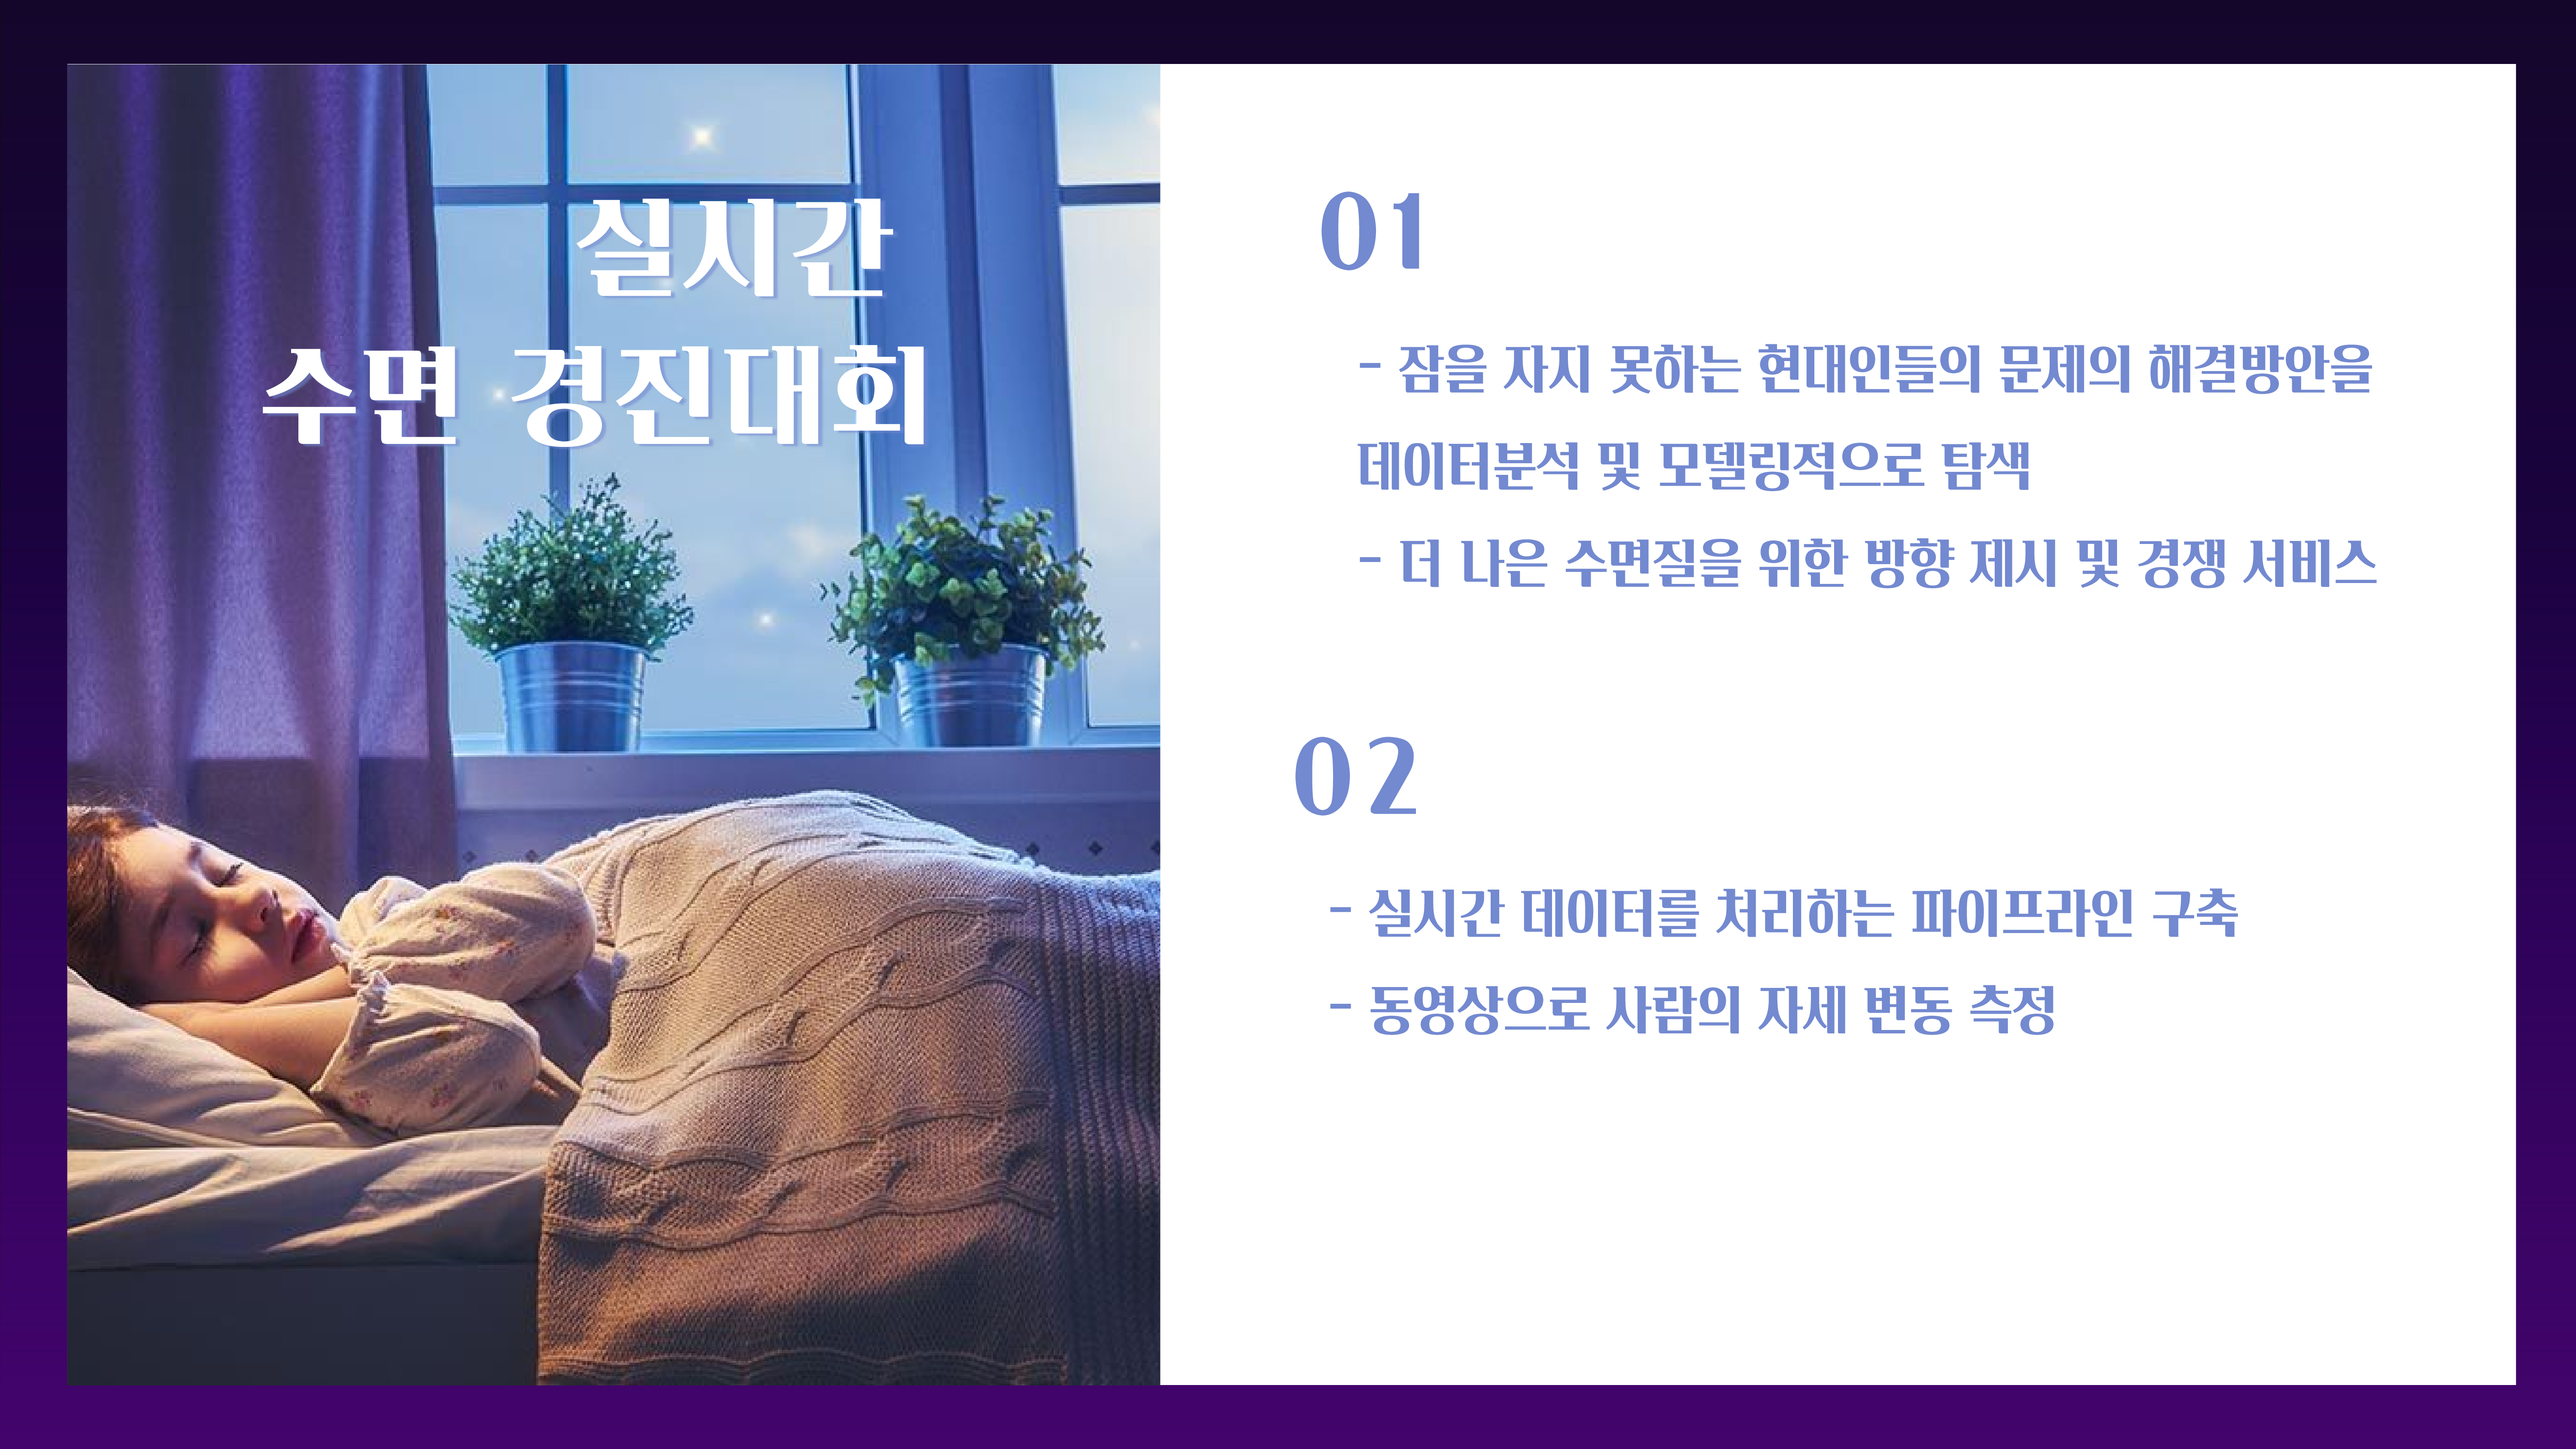 실시간
수면 경진대회
01
- 잠을 자지 못하는 현대인들의 문제의 해결방안을
데이터분석 및 모델링적으로 탐색
- 더 나은 수면질을 위한 방향 제시 및 경쟁 서비스
02
- 실시간 데이터를 처리하는 파이프라인 구축
- 동영상으로 사람의 자세 변동 측정